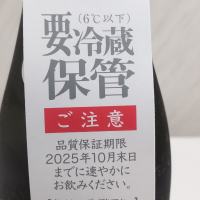 要冷蔵
(6℃以下)
保管
ご注意
品質保証期限
2025年10月末日
までに速やかに
お飲みください。